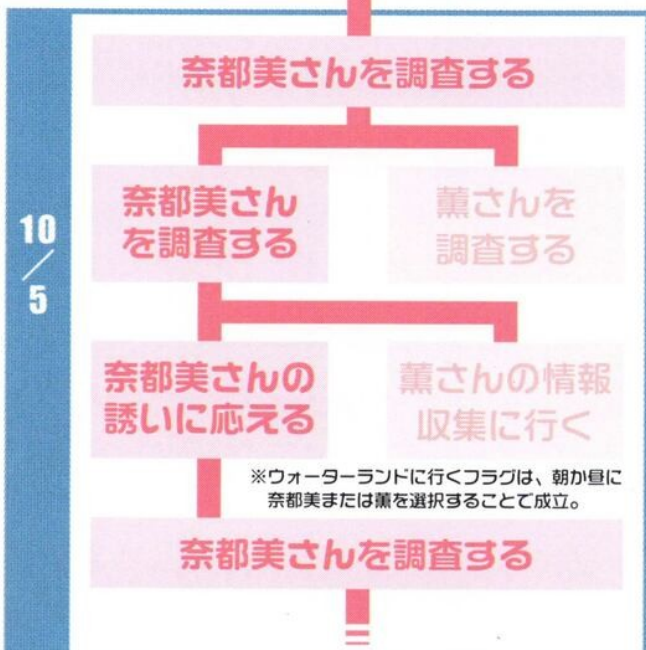 奈都美さんを調査する
奈都美さん
を調査する
薫さんを
調査する
10
/
5
奈都美さんの
誘いに応える
薫さんの情報
収集に行く
※ウォーターランドに行くフラグは、朝か昼に
奈都美または薫を選択することで成立。
奈都美さんを調査する